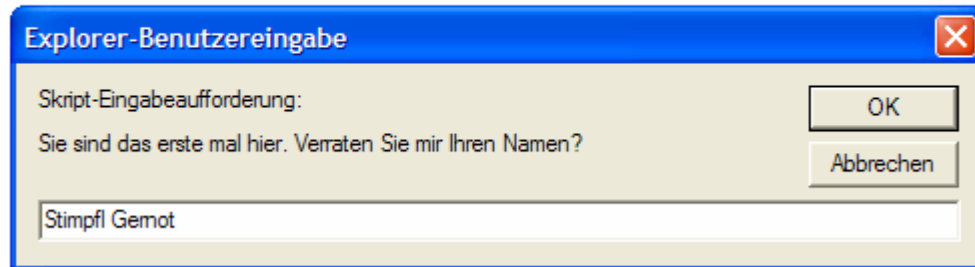 Explorer-Benutzereingabe
Skript-Eingabeaufforderung:
OK
Sie sind das erste mal hier. Verraten Sie mir Ihren Namen?
Abbrechen
Stimpfl Gernot